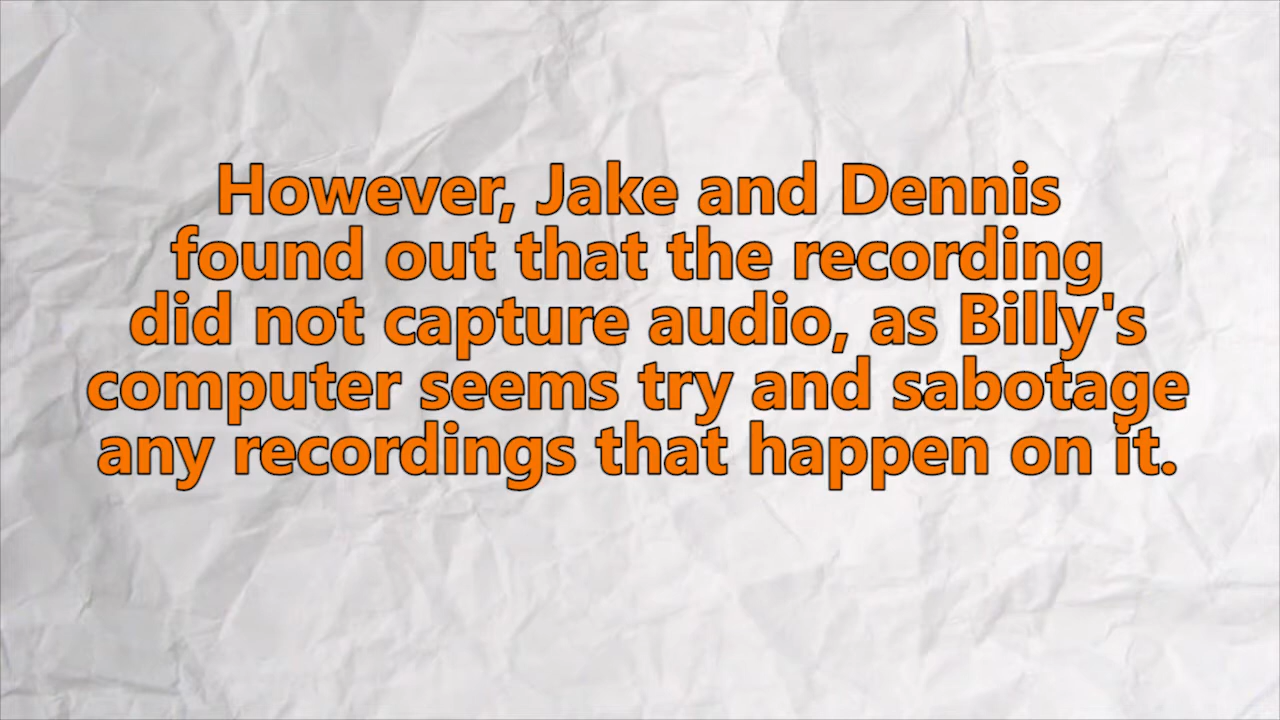 However, Jake and Dennis
found out that the recording
did not capture audio, as Billy's
computer seems try and sabotage
any recordings that happen on it.